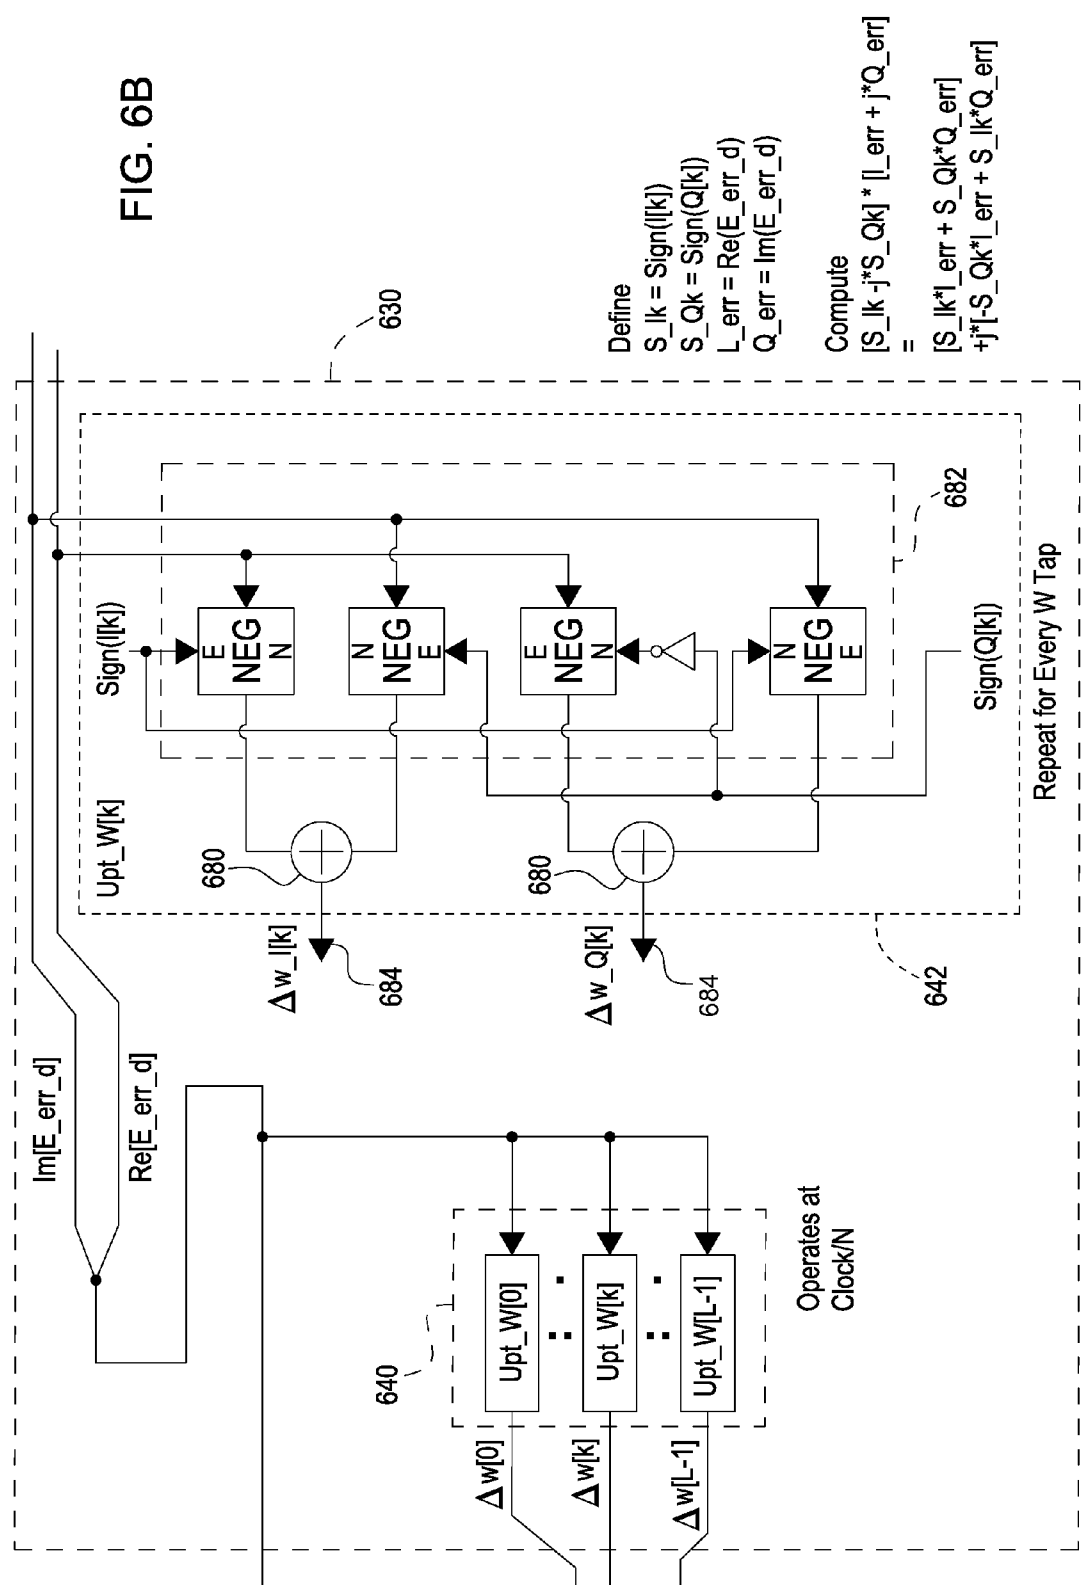 FIG. 6B
Im[E_err_d]
Re[E_err_d]
630
Upt_W[k]
Sign(I[k])
E
NEG
N
N
NEG
E
E
NEG
N
N
NEG
E
682
680
680
Δw_I[k]
684
Δw_Q[k]
684
Sign(Q[k])
642
Repeat for Every W Tap
Define
S_Ik = Sign(I[k])
S_Qk = Sign(Q[k])
L_err = Re(E_err_d)
Q_err = Im(E_err_d)
Compute
[S_Ik -j*S_Qk] * [I_err + j*Q_err]
=
[S_Ik*I_err + S_Qk*Q_err]
+j*[-S_Qk*I_err + S_Ik*Q_err]
640
Upt_W[0]
Upt_W[k]
Upt_W[L-1]
Δw[0]
Δw[k]
Δw[L-1]
Operates at
Clock/N